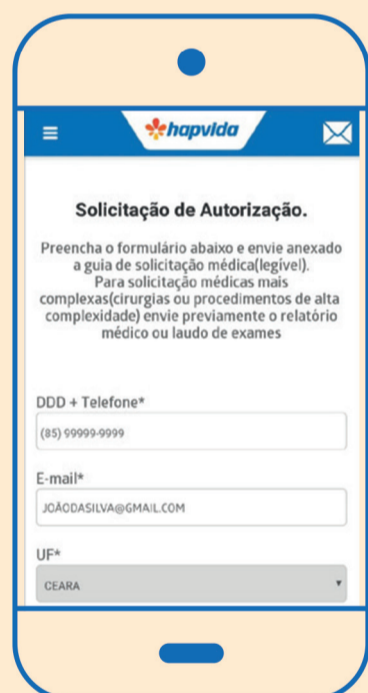 hapvida
Solicitação de Autorização.
Preencha o formulário abaixo e envie anexado
a guia de solicitação médica(legível).
Para solicitação médicas mais
complexas(cirurgias ou procedimentos de alta
complexidade) envie previamente o relatório
médico ou laudo de exames
DDD + Telefone*
(85) 99999-9999
E-mail*
JOÃODASILVA@GMAIL.COM
UF*
CEARA